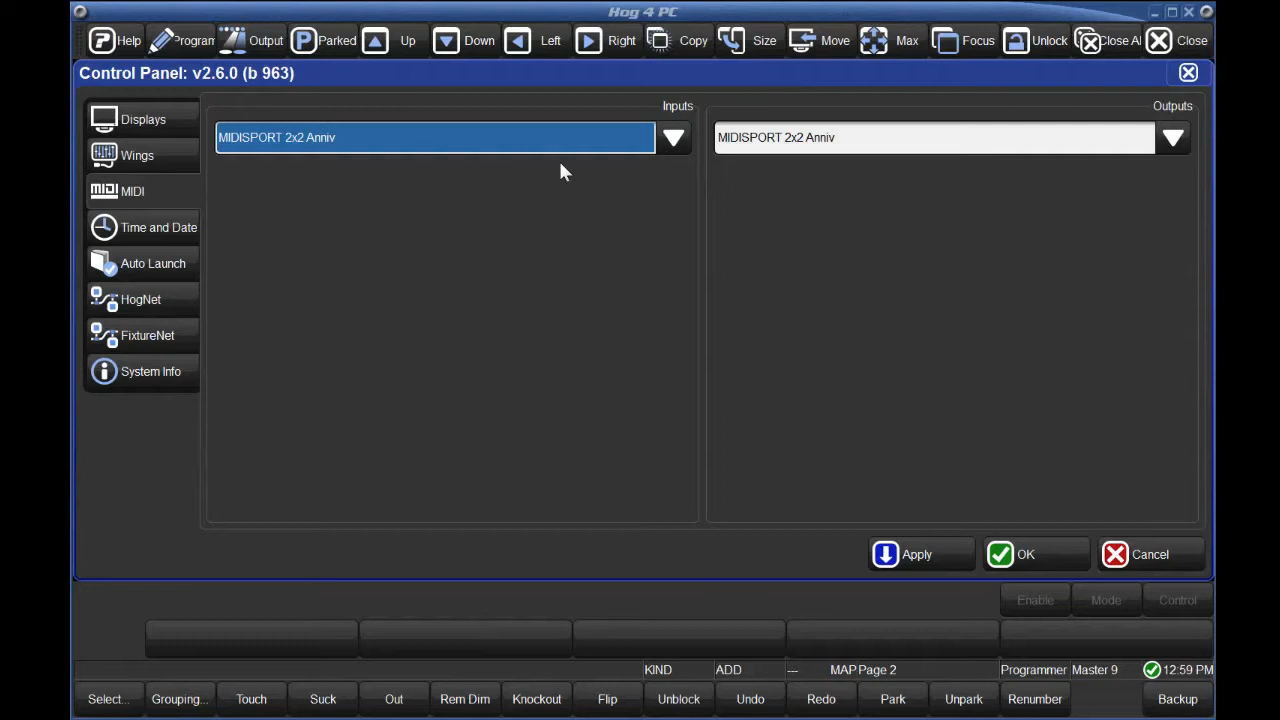 Hog 4 PC
Help Program Output Parked Up Down Left Right Copy Size Move Max Focus Unlock Close Al Close
Control Panel: v2.6.0 (b 963)
Displays
Wings
MIDI
Time and Date
Auto Launch
HogNet
FixtureNet
System Info
Inputs
MIDISPORT 2x2 Anniv
Outputs
MIDISPORT 2x2 Anniv
Apply OK Cancel
Enable Mode Control
KIND ADD --- MAP Page 2 Programmer Master 9 12:59 PM
Select... Grouping... Touch Suck Out Rem Dim Knockout Flip Unblock Undo Redo Park Unpark Renumber Backup